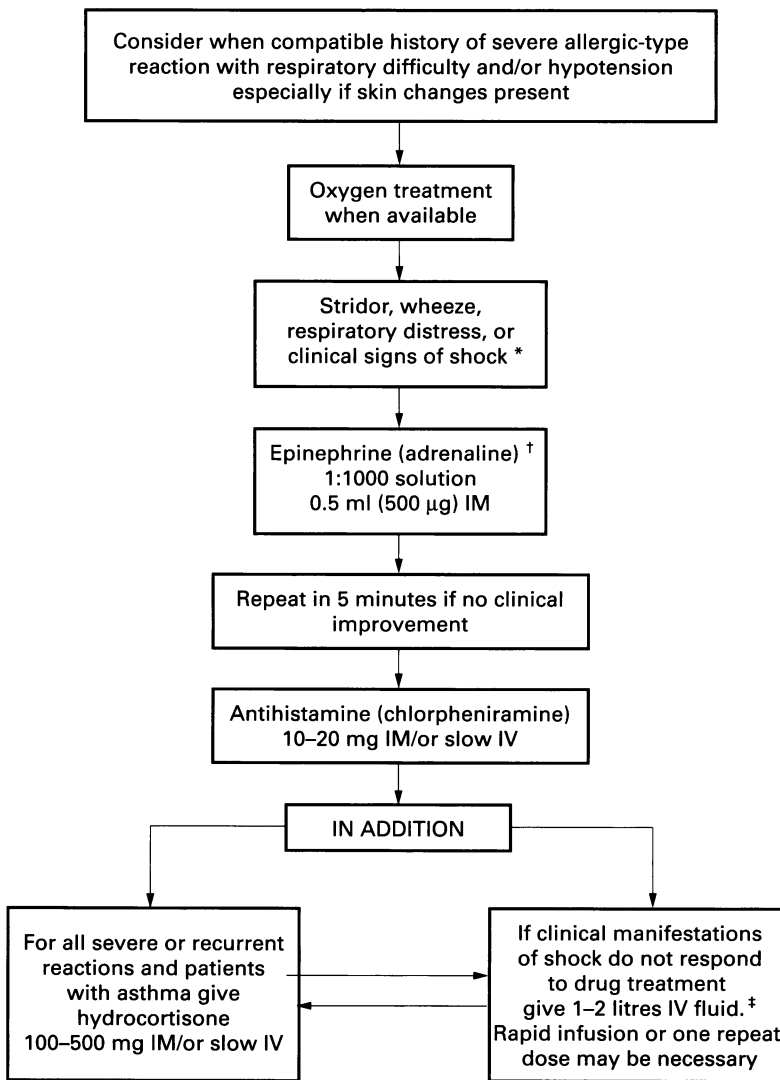 Consider when compatible history of severe allergic-type
reaction with respiratory difficulty and/or hypotension
especially if skin changes present
Oxygen treatment
when available
Stridor, wheeze,
respiratory distress, or
clinical signs of shock *
Epinephrine (adrenaline) †
1:1000 solution
0.5 ml (500 µg) IM
Repeat in 5 minutes if no clinical
improvement
Antihistamine (chlorpheniramine)
10–20 mg IM/or slow IV
IN ADDITION
For all severe or recurrent
reactions and patients
with asthma give
hydrocortisone
100–500 mg IM/or slow IV
If clinical manifestations
of shock do not respond
to drug treatment
give 1–2 litres IV fluid.‡
Rapid infusion or one repeat
dose may be necessary